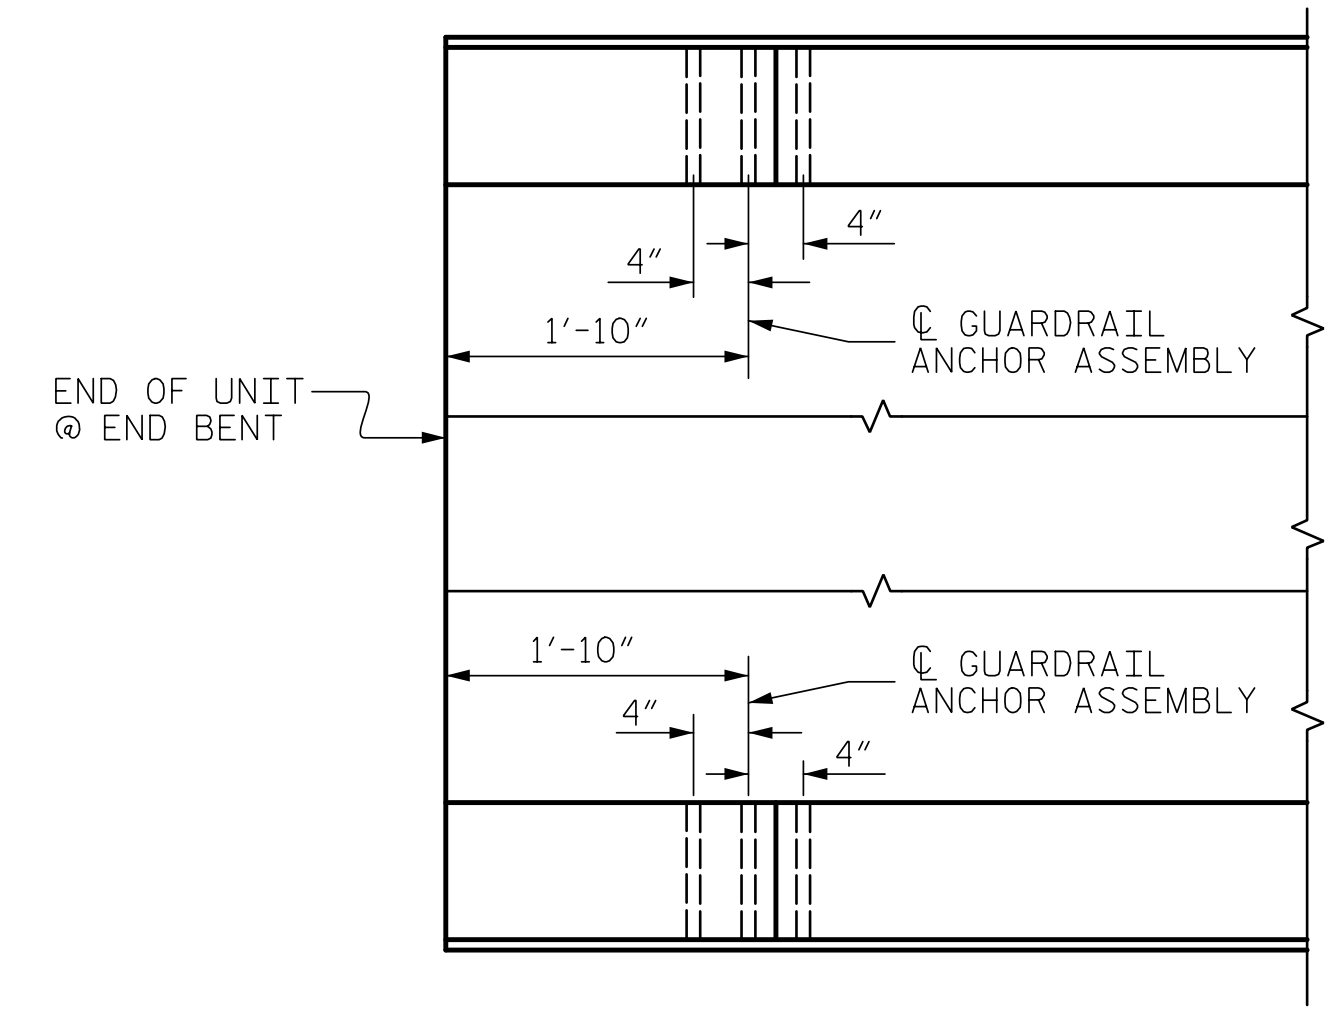 4"
4"
1'-10"
℄ GUARDRAIL
ANCHOR ASSEMBLY
END OF UNIT
@ END BENT
1'-10"
℄ GUARDRAIL
ANCHOR ASSEMBLY
4"
4"